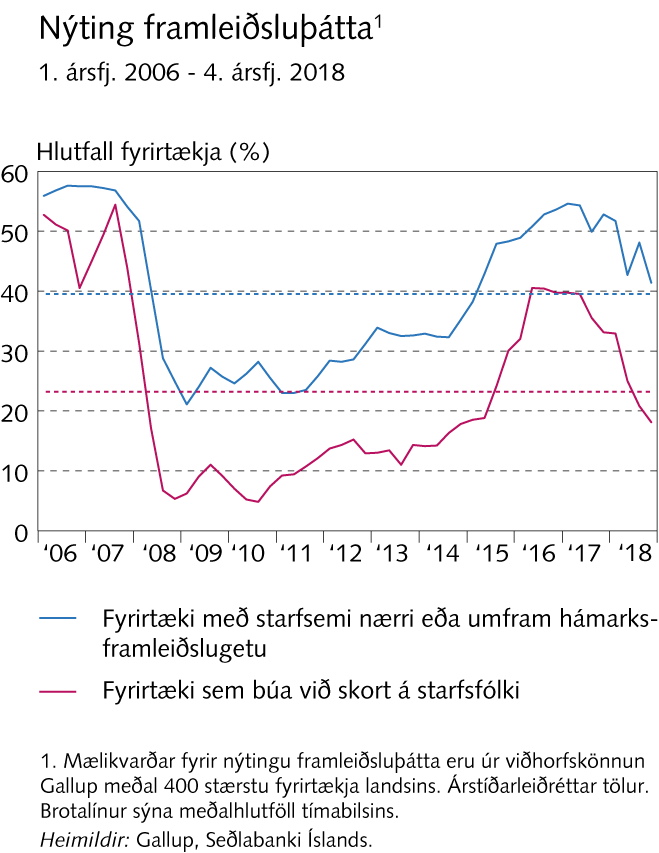 Nýting framleiðsluþátta¹
1. ársfj. 2006 - 4. ársfj. 2018
Hlutfall fyrirtækja (%)
60
50
40
30
20
10
0
‘06 ‘07 ‘08 ‘09 ‘10 ‘11 ‘12 ‘13 ‘14 ‘15 ‘16 ‘17 ‘18
Fyrirtæki með starfsemi nærri eða umfram hámarks-
framleiðslugetu
Fyrirtæki sem búa við skort á starfsfólki
1. Mælikvarðar fyrir nýtingu framleiðsluþátta eru úr viðhorfskönnun
Gallup meðal 400 stærstu fyrirtækja landsins. Árstíðarleiðréttar tölur.
Brotalínur sýna meðalhlutföll tímabilsins.
Heimildir: Gallup, Seðlabanki Íslands.